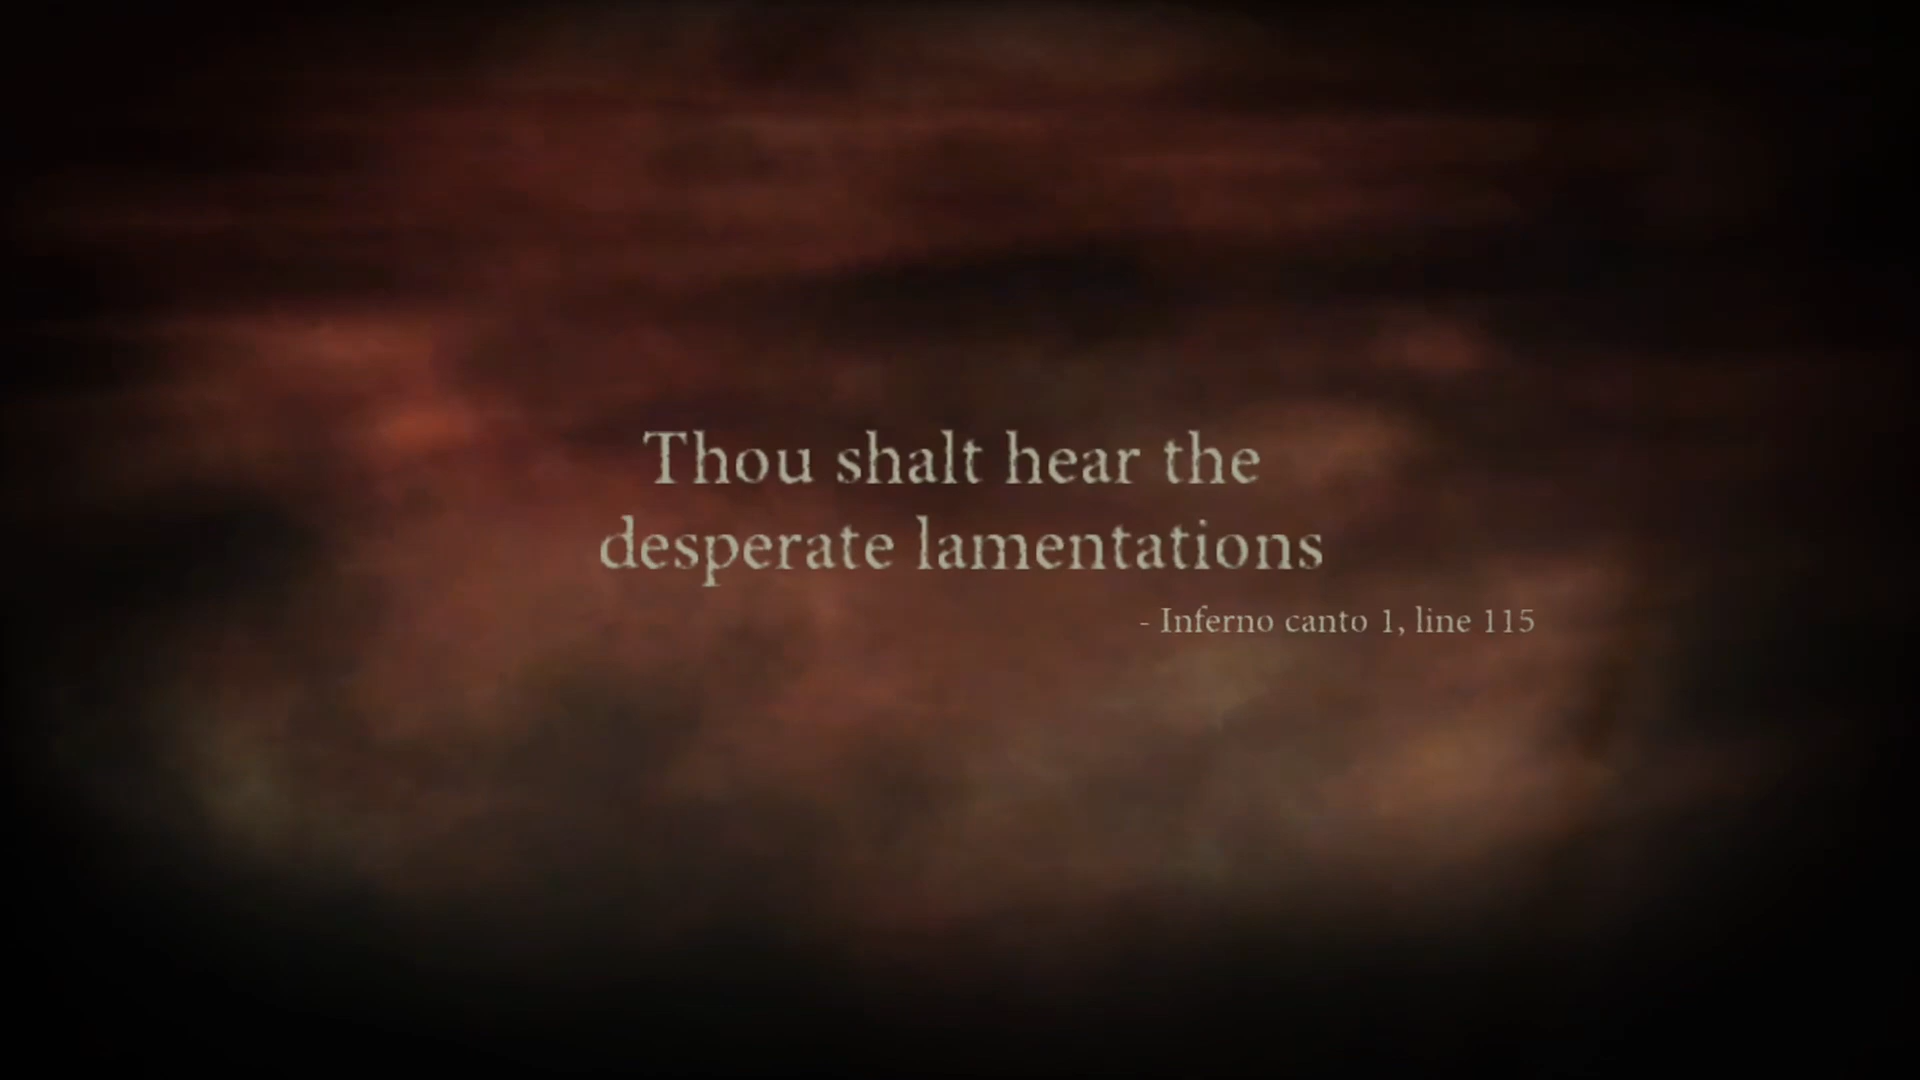 Thou shalt hear the
desperate lamentations
- Inferno canto 1, line 115